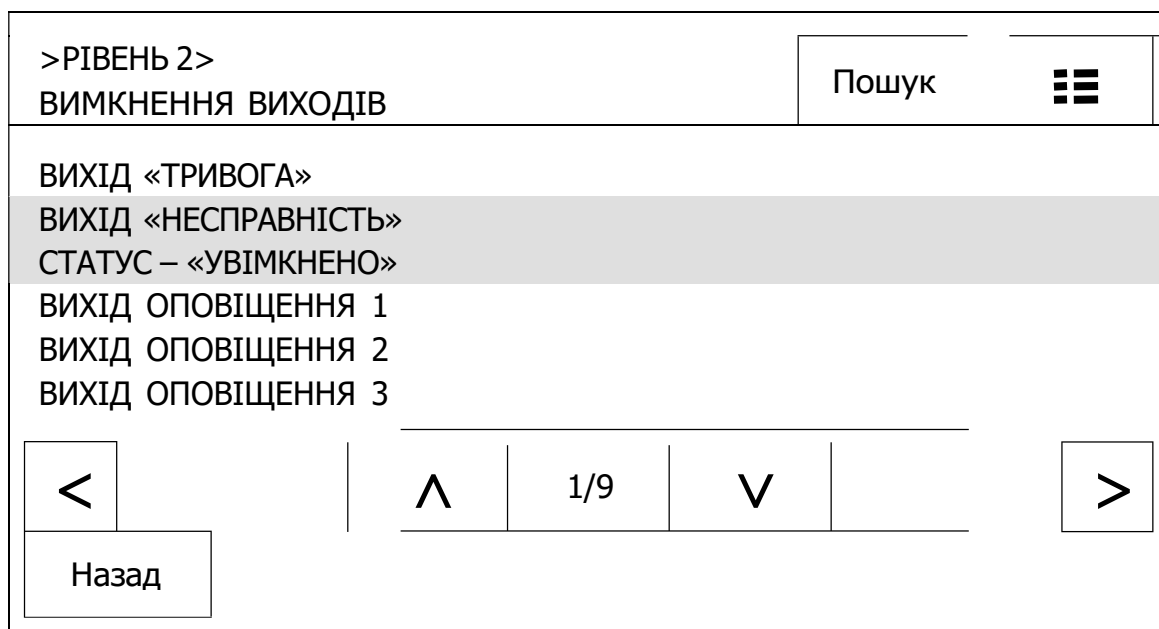 >РІВЕНЬ 2>
ВИМКНЕННЯ ВИХОДІВ
Пошук
ВИХІД «ТРИВОГА»
ВИХІД «НЕСПРАВНІСТЬ»
СТАТУС – «УВІМКНЕНО»
ВИХІД ОПОВІЩЕННЯ 1
ВИХІД ОПОВІЩЕННЯ 2
ВИХІД ОПОВІЩЕННЯ 3
< Λ 1/9 V >
Назад